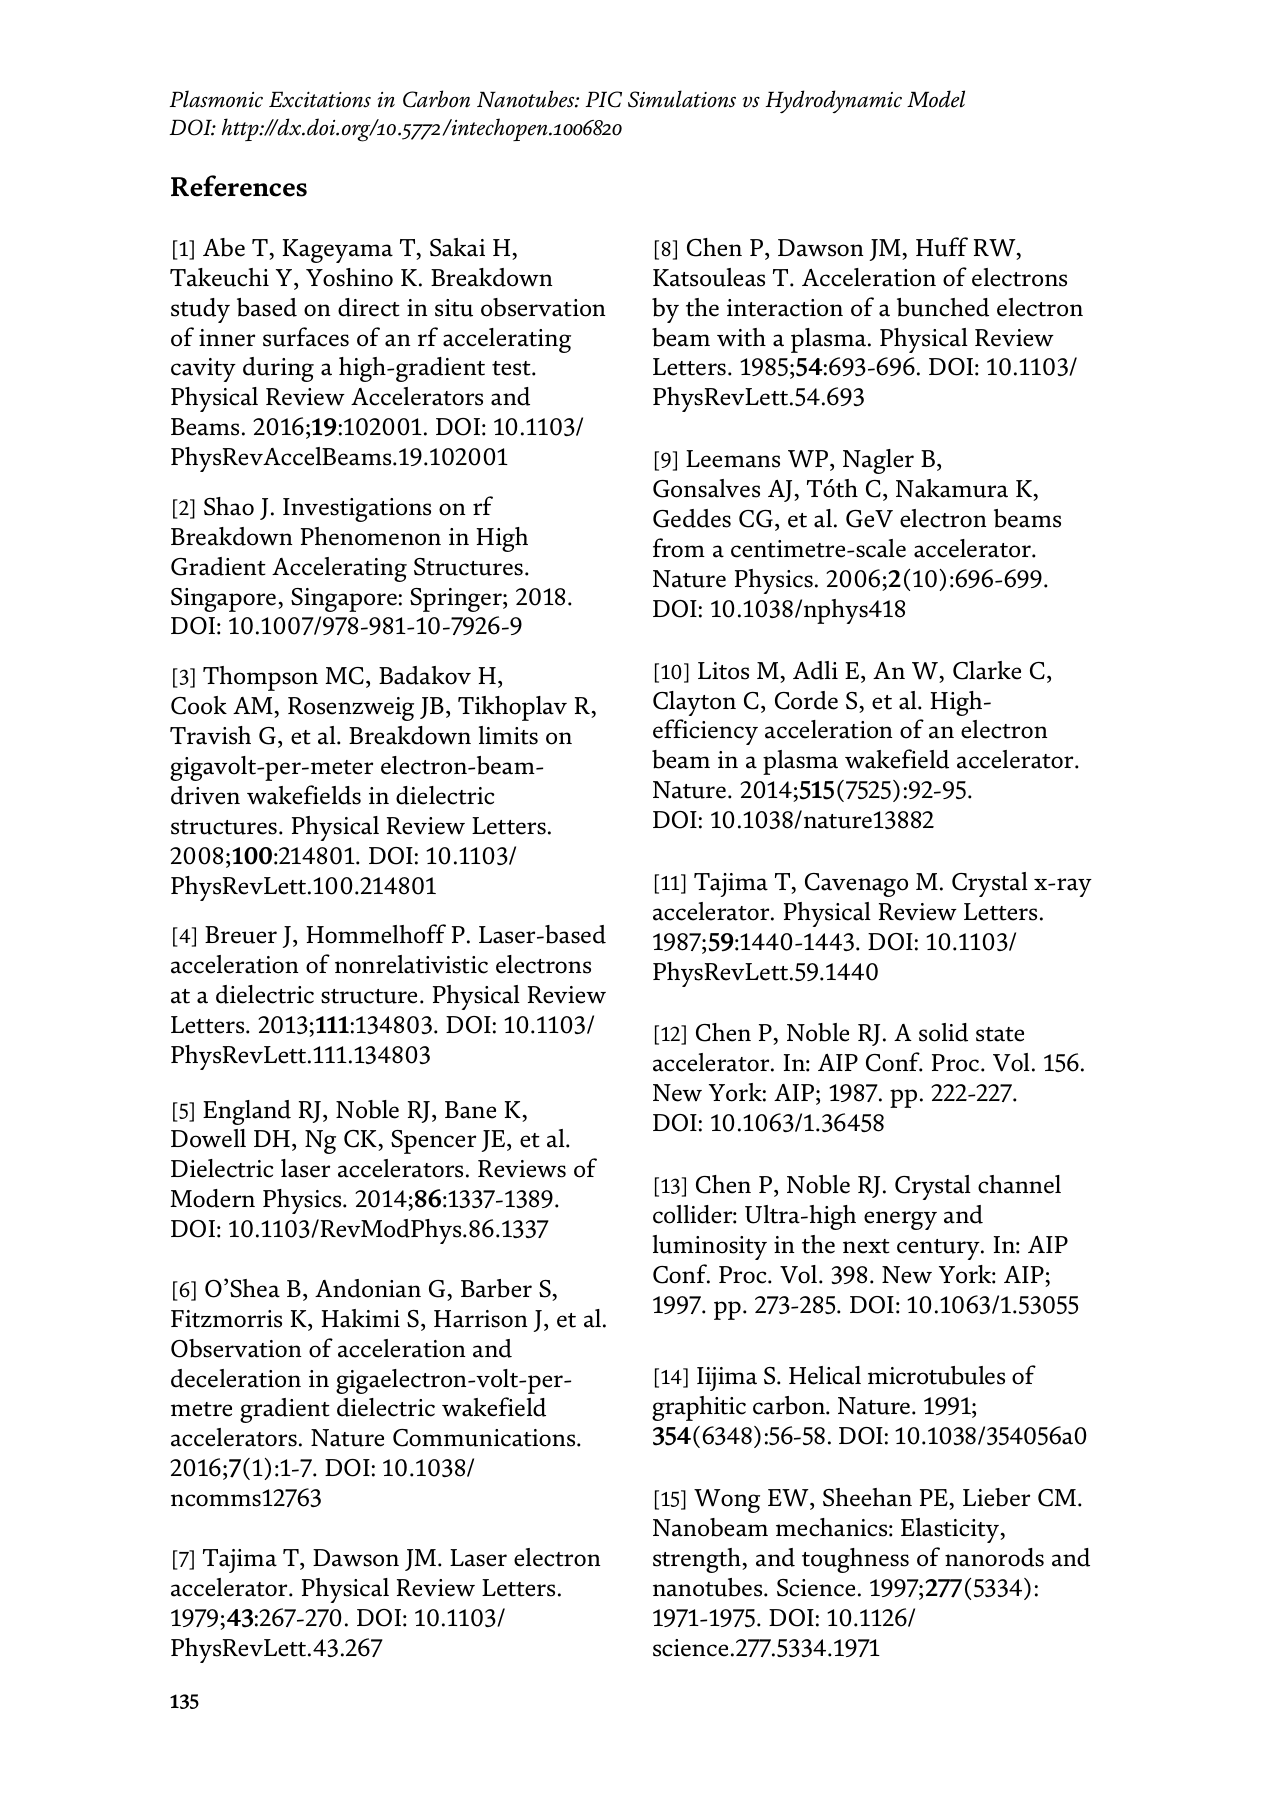 Plasmonic Excitations in Carbon Nanotubes: PIC Simulations vs Hydrodynamic Model
DOI: http://dx.doi.org/10.5772/intechopen.1006820
References
[1] Abe T, Kageyama T, Sakai H,
Takeuchi Y, Yoshino K. Breakdown
study based on direct in situ observation
of inner surfaces of an rf accelerating
cavity during a high-gradient test.
Physical Review Accelerators and
Beams. 2016;19:102001. DOI: 10.1103/
PhysRevAccelBeams.19.102001
[2] Shao J. Investigations on rf
Breakdown Phenomenon in High
Gradient Accelerating Structures.
Singapore, Singapore: Springer; 2018.
DOI: 10.1007/978-981-10-7926-9
[3] Thompson MC, Badakov H,
Cook AM, Rosenzweig JB, Tikhoplav R,
Travish G, et al. Breakdown limits on
gigavolt-per-meter electron-beam-
driven wakefields in dielectric
structures. Physical Review Letters.
2008;100:214801. DOI: 10.1103/
PhysRevLett.100.214801
[4] Breuer J, Hommelhoff P. Laser-based
acceleration of nonrelativistic electrons
at a dielectric structure. Physical Review
Letters. 2013;111:134803. DOI: 10.1103/
PhysRevLett.111.134803
[5] England RJ, Noble RJ, Bane K,
Dowell DH, Ng CK, Spencer JE, et al.
Dielectric laser accelerators. Reviews of
Modern Physics. 2014;86:1337-1389.
DOI: 10.1103/RevModPhys.86.1337
[6] O’Shea B, Andonian G, Barber S,
Fitzmorris K, Hakimi S, Harrison J, et al.
Observation of acceleration and
deceleration in gigaelectron-volt-per-
metre gradient dielectric wakefield
accelerators. Nature Communications.
2016;7(1):1-7. DOI: 10.1038/
ncomms12763
[7] Tajima T, Dawson JM. Laser electron
accelerator. Physical Review Letters.
1979;43:267-270. DOI: 10.1103/
PhysRevLett.43.267
[8] Chen P, Dawson JM, Huff RW,
Katsouleas T. Acceleration of electrons
by the interaction of a bunched electron
beam with a plasma. Physical Review
Letters. 1985;54:693-696. DOI: 10.1103/
PhysRevLett.54.693
[9] Leemans WP, Nagler B,
Gonsalves AJ, Tóth C, Nakamura K,
Geddes CG, et al. GeV electron beams
from a centimetre-scale accelerator.
Nature Physics. 2006;2(10):696-699.
DOI: 10.1038/nphys418
[10] Litos M, Adli E, An W, Clarke C,
Clayton C, Corde S, et al. High-
efficiency acceleration of an electron
beam in a plasma wakefield accelerator.
Nature. 2014;515(7525):92-95.
DOI: 10.1038/nature13882
[11] Tajima T, Cavenago M. Crystal x-ray
accelerator. Physical Review Letters.
1987;59:1440-1443. DOI: 10.1103/
PhysRevLett.59.1440
[12] Chen P, Noble RJ. A solid state
accelerator. In: AIP Conf. Proc. Vol. 156.
New York: AIP; 1987. pp. 222-227.
DOI: 10.1063/1.36458
[13] Chen P, Noble RJ. Crystal channel
collider: Ultra-high energy and
luminosity in the next century. In: AIP
Conf. Proc. Vol. 398. New York: AIP;
1997. pp. 273-285. DOI: 10.1063/1.53055
[14] Iijima S. Helical microtubules of
graphitic carbon. Nature. 1991;
354(6348):56-58. DOI: 10.1038/354056a0
[15] Wong EW, Sheehan PE, Lieber CM.
Nanobeam mechanics: Elasticity,
strength, and toughness of nanorods and
nanotubes. Science. 1997;277(5334):
1971-1975. DOI: 10.1126/
science.277.5334.1971
135